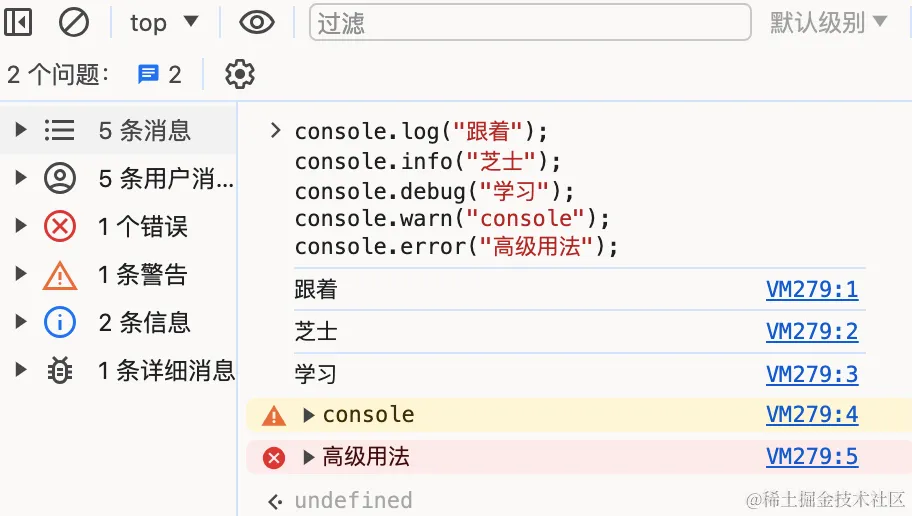 top
过滤
默认级别
2 个问题:
2
5 条消息
5 条用户消...
1 个错误
1 条警告
2 条信息
1 条详细消息
console.log("跟着");
console.info("芝士");
console.debug("学习");
console.warn("console");
console.error("高级用法");
跟着 VM279:1
芝士 VM279:2
学习 VM279:3
console VM279:4
高级用法 VM279:5
undefined
@稀土掘金技术社区